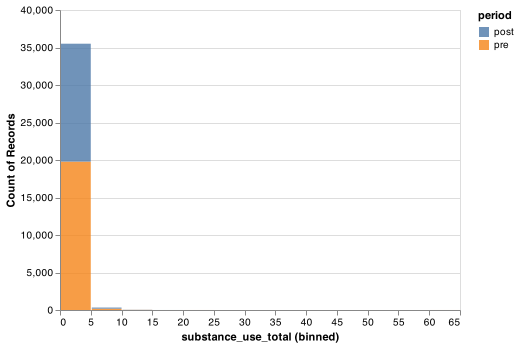 period
post
pre
40,000
35,000
30,000
25,000
20,000
15,000
10,000
5,000
0
Count of Records
0 5 10 15 20 25 30 35 40 45 50 55 60 65
substance_use_total (binned)